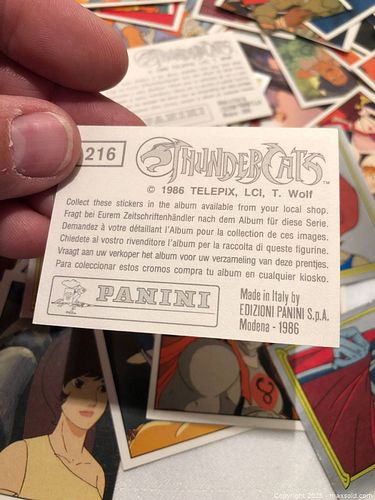 216
THUNDERCATS™
© 1986 TELEPIX, LCI, T. Wolf
Collect these stickers in the album available from your local shop.
Fragt bei Eurem Zeitschriftenhändler nach dem Album für diese Serie.
Demandez à votre détaillant l'Album pour la collection de ces images.
Chiedete al vostro rivenditore l'album per la raccolta di queste figurine.
Vraagt aan uw verkoper het album voor uw verzameling van deze prentjes.
Para coleccionar estos cromos compra tu album en cualquier kiosko.
PANINI
Made in Italy by
EDIZIONI PANINI S.p.A.
Modena - 1986
THUNDERCATS
PANINI
Copyright 2025 - maxsold.com